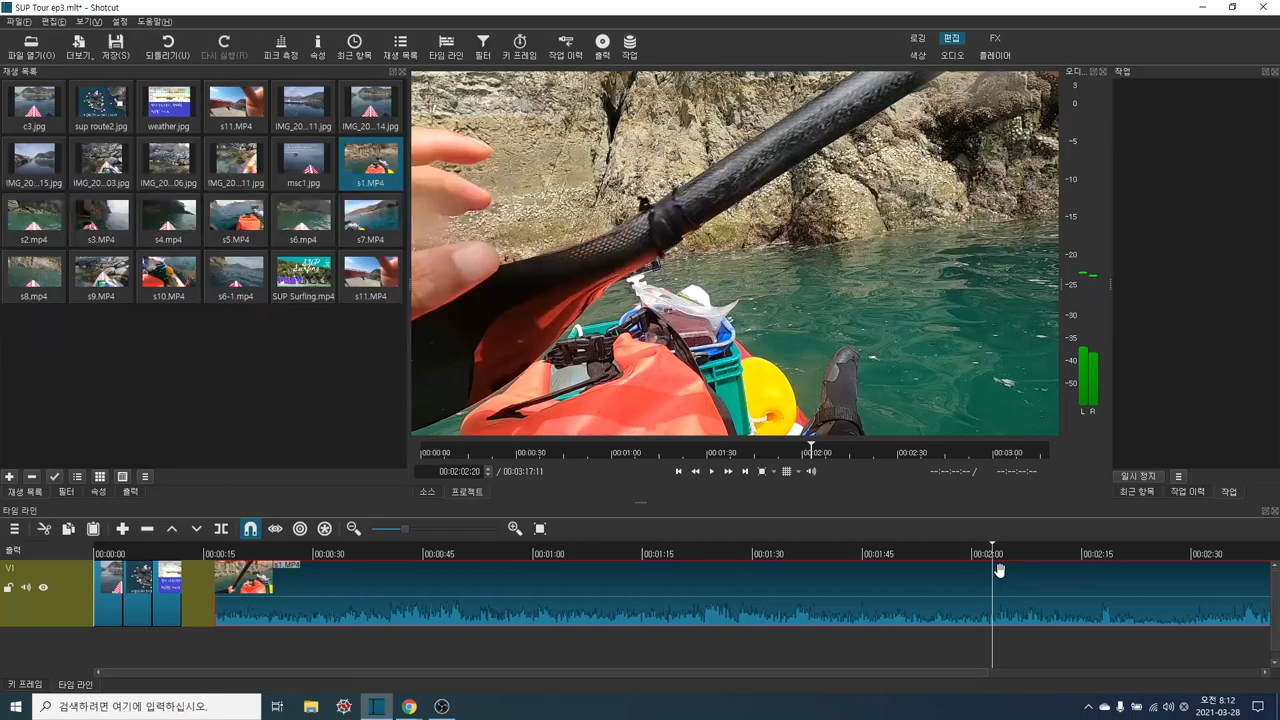 SUP Tour ep3.mlt* - Shotcut
파일(F) 편집(E) 보기(V) 설정 도움말(H)
파일 열기(O) 더보기.. 저장(S) 되돌리기(U) 다시 실행(R) 피크 측정 속성 최근 항목 재생 목록 타임 라인 필터 키 프레임 작업 이력 출력 작업
로깅 편집 FX
색상 오디오 플레이어
재생 목록
오디...
작업
c3.jpg sup route2.jpg weather.jpg s11.MP4 IMG_20...11.jpg IMG_20...14.jpg
IMG_20...15.jpg IMG_20...03.jpg IMG_20...06.jpg IMG_20...11.jpg msc1.jpg s1.MP4
s2.mp4 s3.MP4 s4.mp4 s5.MP4 s6.mp4 s7.MP4
s8.mp4 s9.MP4 s10.MP4 s6-1.mp4 SUP Surfing.mp4 s11.MP4
3
0
-5
-10
-15
-20
-25
-30
-35
-40
-50
L R
00:00:00 00:00:30 00:01:00 00:01:30 00:02:00 00:02:30 00:03:00
00:02:02:20 / 00:03:17:11
--:--:--:-- / --:--:--:--
일시 정지
재생 목록 필터 속성 출력
소스 프로젝트
최근 항목 작업 이력 작업
타임 라인
출력
00:00:00 00:00:15 00:00:30 00:00:45 00:01:00 00:01:15 00:01:30 00:01:45 00:02:00 00:02:15 00:02:30
V1
s1.MP4
키 프레임 타임 라인
검색하려면 여기에 입력하십시오.
오전 8:12
2021-03-28